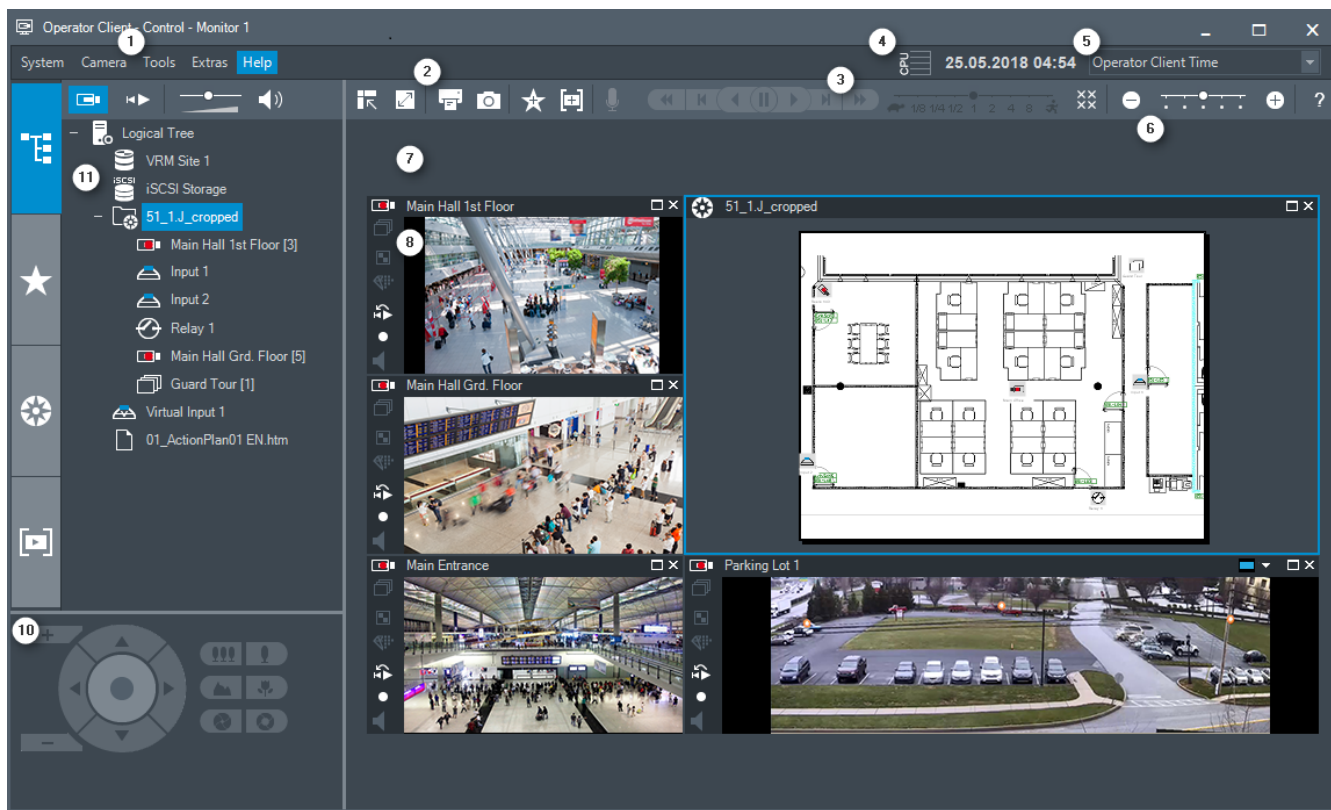 Operator Client - Control - Monitor 1
1
System Camera Tools Extras Help
4
CPU
25.05.2018 04:54
5
Operator Client Time
2
3
1/8 1/4 1/2 1 2 4 8
?
6
Logical Tree
VRM Site 1
iSCSI
iSCSI Storage
11
51_1.J_cropped
Main Hall 1st Floor [3]
Input 1
Input 2
Relay 1
Main Hall Grd. Floor [5]
Guard Tour [1]
Virtual Input 1
01_ActionPlan01 EN.htm
10
7
Main Hall 1st Floor
8
51_1.J_cropped
Main Hall Grd. Floor
Main Entrance
Parking Lot 1